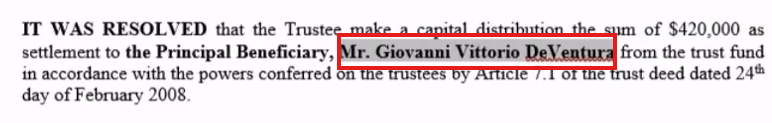 IT WAS RESOLVED that the Trustee make a capital distribution the sum of $420,000 as
settlement to the Principal Beneficiary, Mr. Giovanni Vittorio DeVentura from the trust fund
in accordance with the powers conferred on the trustees by Article 7.1 of the trust deed dated 24th
day of February 2008.